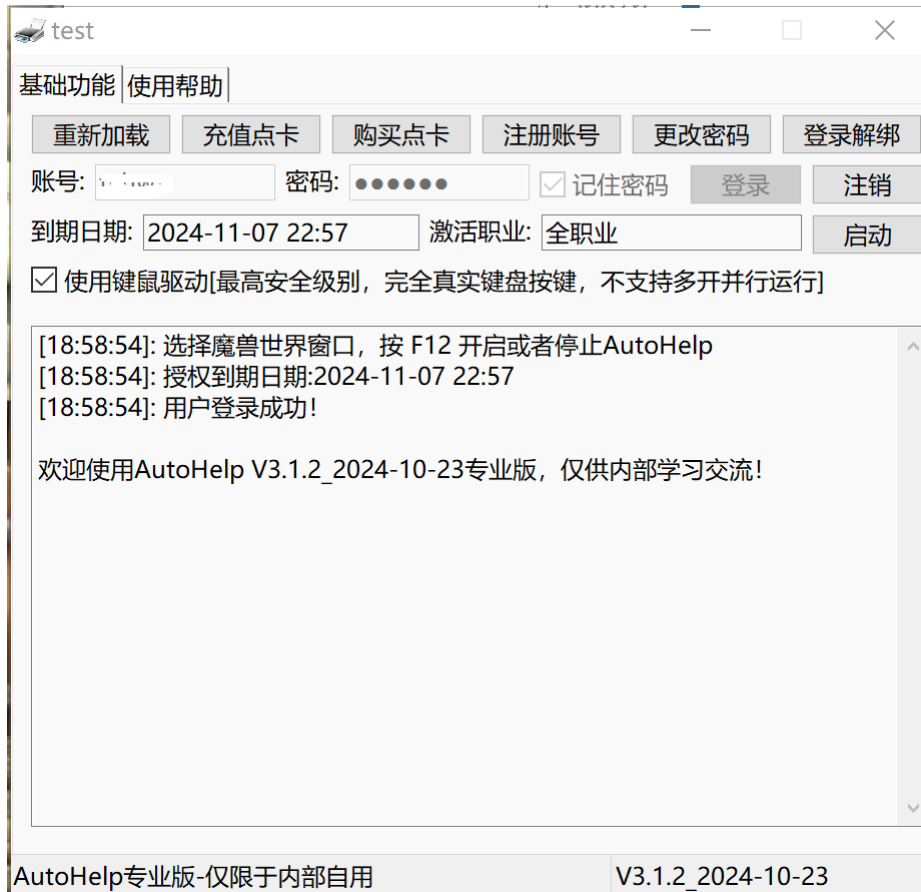 test
基础功能 使用帮助
重新加载 充值点卡 购买点卡 注册账号 更改密码 登录解绑
账号: 密码: ●●●●●● 记住密码 登录 注销
到期日期: 2024-11-07 22:57 激活职业: 全职业 启动
使用键鼠驱动[最高安全级别，完全真实键盘按键，不支持多开并行运行]
[18:58:54]: 选择魔兽世界窗口，按 F12 开启或者停止AutoHelp
[18:58:54]: 授权到期日期:2024-11-07 22:57
[18:58:54]: 用户登录成功！
欢迎使用AutoHelp V3.1.2_2024-10-23专业版，仅供内部学习交流！
AutoHelp专业版-仅限于内部自用 V3.1.2_2024-10-23